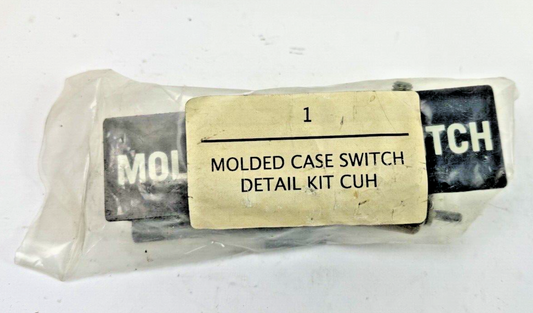 1
MOLDED CASE SWITCH
DETAIL KIT CUH
MOL
TCH